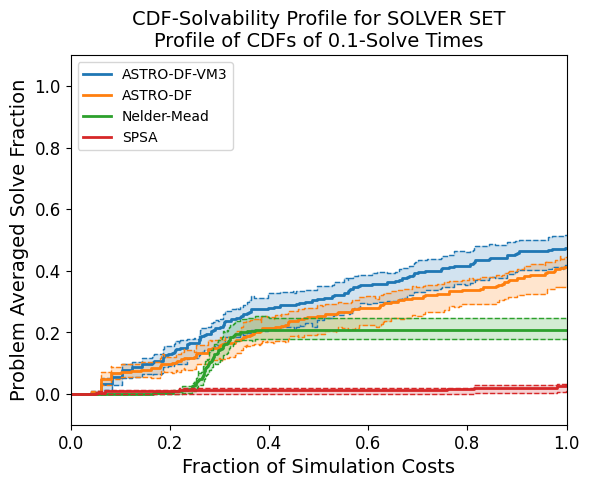 CDF-Solvability Profile for SOLVER SET
Profile of CDFs of 0.1-Solve Times
ASTRO-DF-VM3
ASTRO-DF
Nelder-Mead
SPSA
Problem Averaged Solve Fraction
1.0
0.8
0.6
0.4
0.2
0.0
0.0 0.2 0.4 0.6 0.8 1.0
Fraction of Simulation Costs